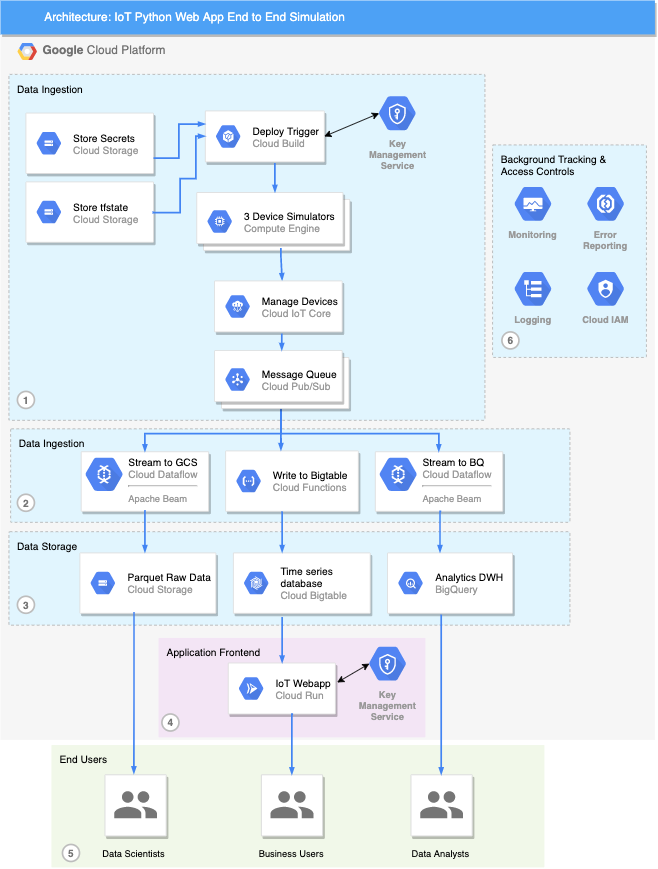 Architecture: IoT Python Web App End to End Simulation
Google Cloud Platform
Data Ingestion
Store Secrets
Cloud Storage
Store tfstate
Cloud Storage
Deploy Trigger
Cloud Build
Key
Management
Service
3 Device Simulators
Compute Engine
Manage Devices
Cloud IoT Core
Message Queue
Cloud Pub/Sub
1
Background Tracking &
Access Controls
Monitoring
Error
Reporting
Logging
Cloud IAM
6
Data Ingestion
Stream to GCS
Cloud Dataflow
Apache Beam
Write to Bigtable
Cloud Functions
Stream to BQ
Cloud Dataflow
Apache Beam
2
Data Storage
Parquet Raw Data
Cloud Storage
Time series
database
Cloud Bigtable
Analytics DWH
BigQuery
3
Application Frontend
IoT Webapp
Cloud Run
Key
Management
Service
4
End Users
Data Scientists
Business Users
Data Analysts
5